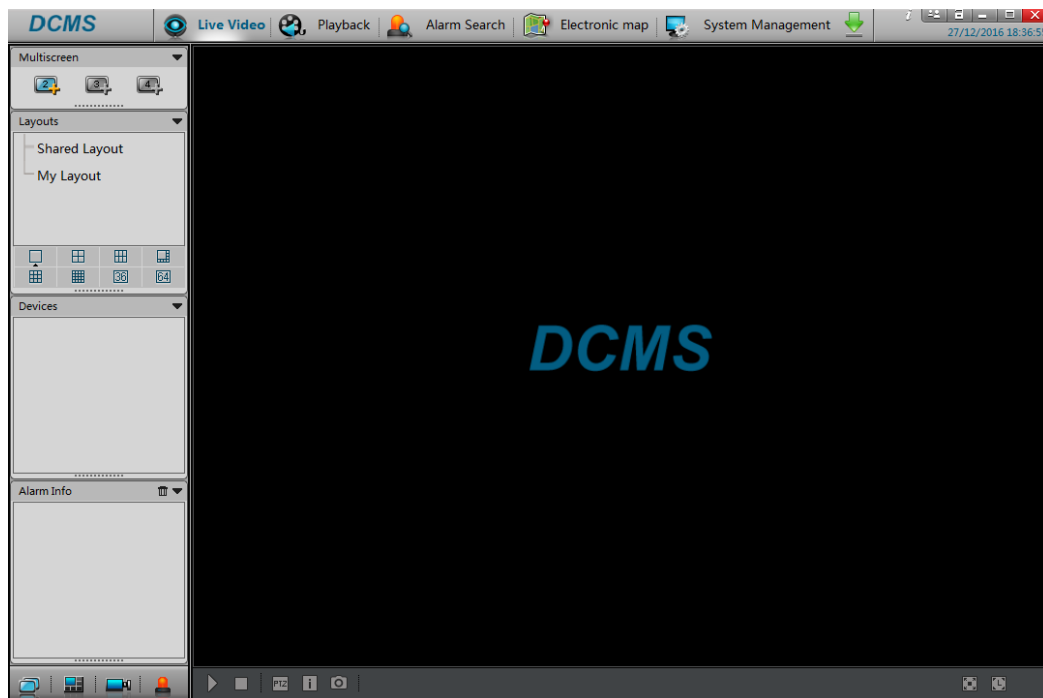 DCMS
Live Video
Playback
Alarm Search
Electronic map
System Management
i
27/12/2016 18:36:5
Multiscreen
2 3 4
Layouts
Shared Layout
My Layout
36 64
Devices
DCMS
Alarm Info
PTZ i